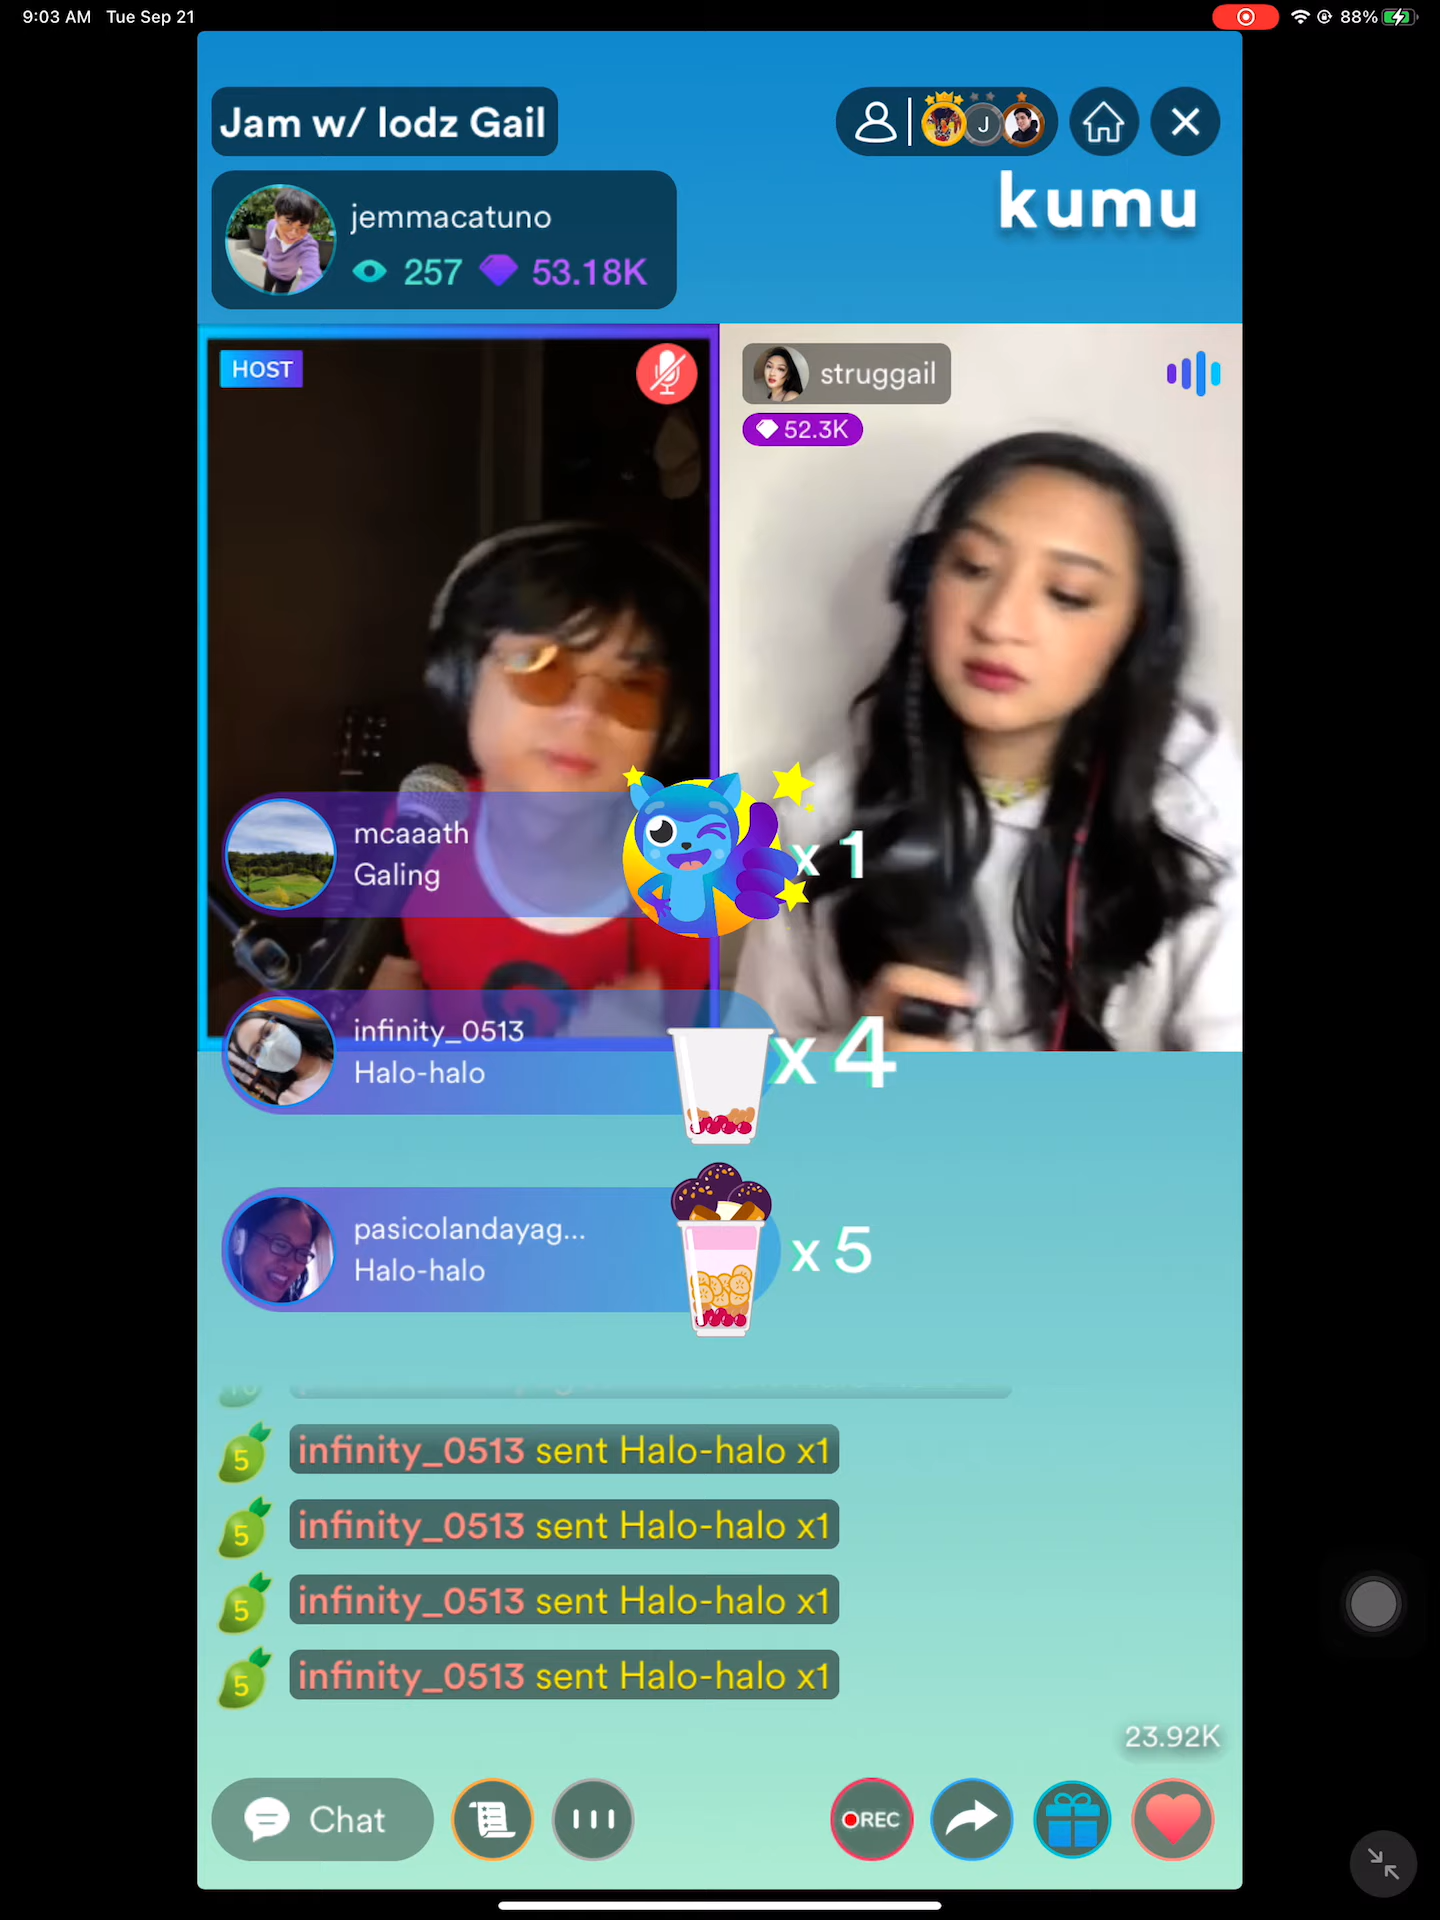 9:03 AM Tue Sep 21
88%
Jam w/ lodz Gail
J
kumu
jemmacatuno
257 53.18K
HOST
struggail
52.3K
mcaaath
Galing
x 1
infinity_0513
Halo-halo
x 4
pasicolandayag...
Halo-halo
x 5
5 infinity_0513 sent Halo-halo x1
5 infinity_0513 sent Halo-halo x1
5 infinity_0513 sent Halo-halo x1
5 infinity_0513 sent Halo-halo x1
23.92K
Chat
REC